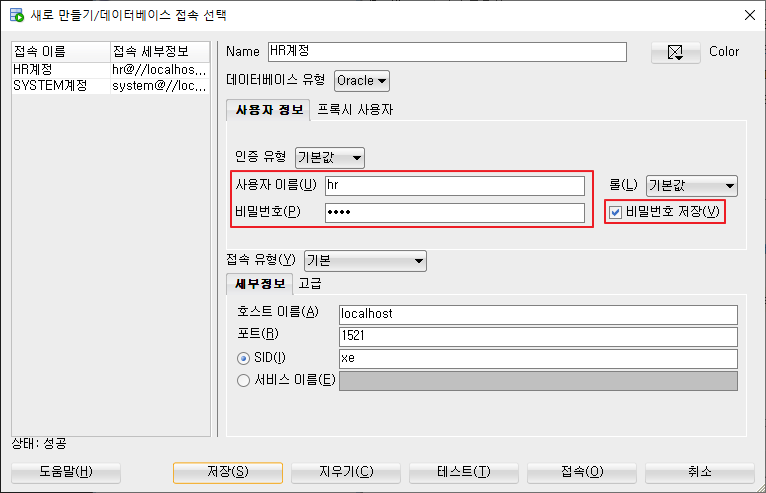 새로 만들기/데이터베이스 접속 선택
접속 이름 접속 세부정보
HR계정 hr@//localhos,,,
SYSTEM계정 system@//loc,,,
Name HR계정 Color
데이터베이스 유형 Oracle
사용자 정보 프록시 사용자
인증 유형 기본값
사용자 이름(U) hr 롤(L) 기본값
비밀번호(P) •••• 비밀번호 저장(V)
접속 유형(Y) 기본
세부정보 고급
호스트 이름(A) localhost
포트(R) 1521
SID(I) xe
서비스 이름(E)
상태: 성공
도움말(H) 저장(S) 지우기(C) 테스트(T) 접속(O) 취소